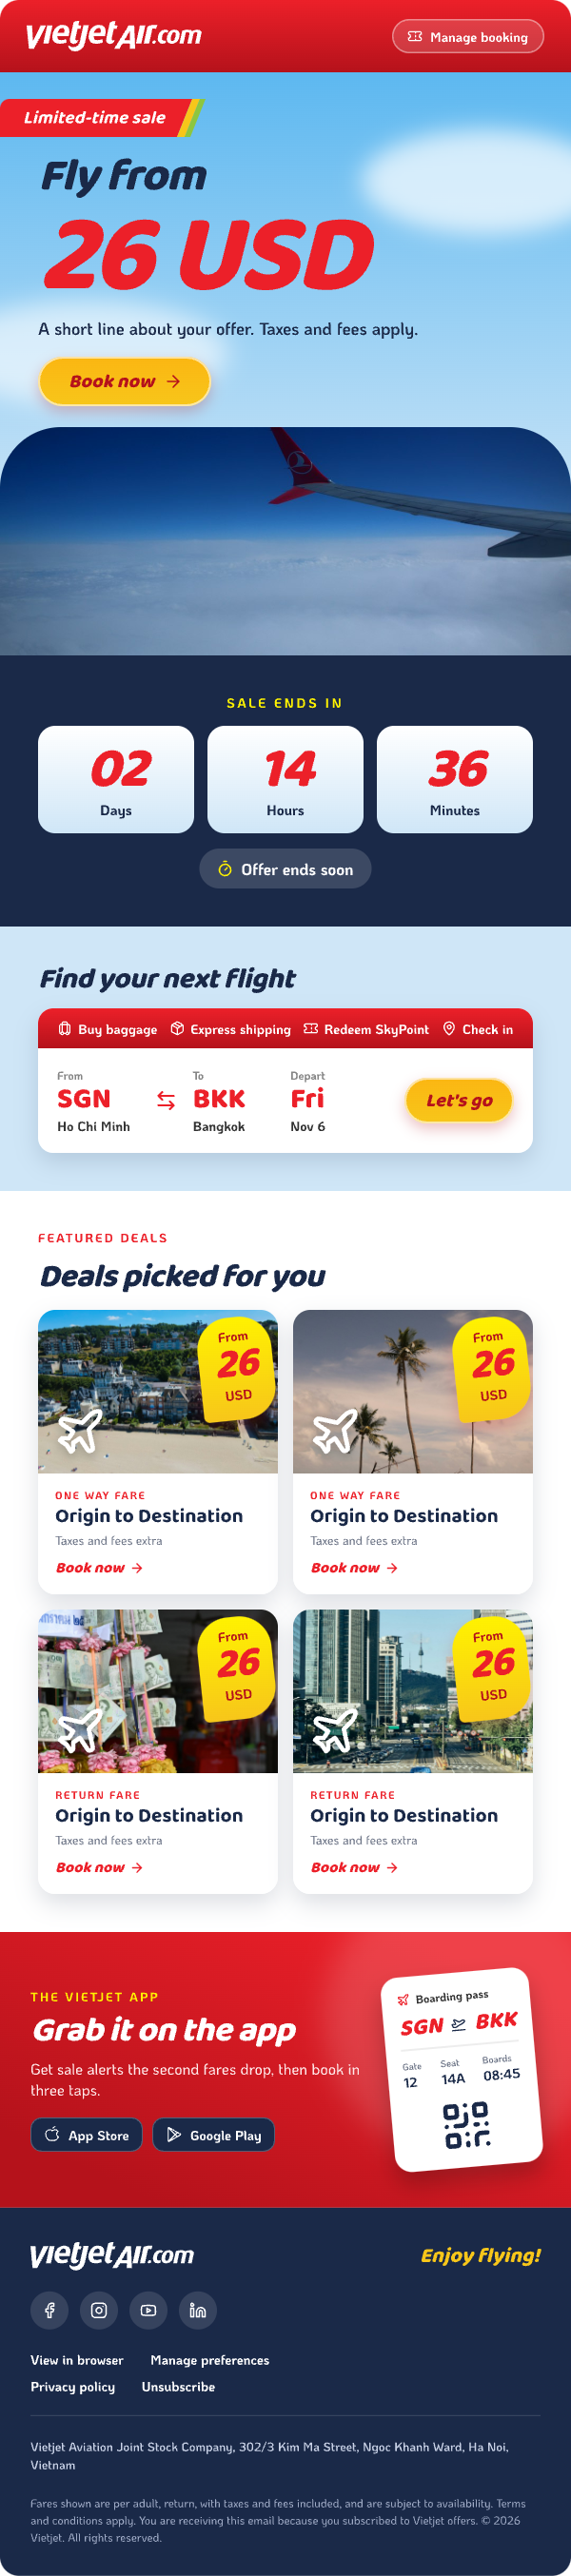 vietjetAir.com
Manage booking
Limited-time sale
Fly from
26 USD
A short line about your offer. Taxes and fees apply.
Book now
SALE ENDS IN
02
Days
14
Hours
36
Minutes
Offer ends soon
Find your next flight
Buy baggage
Express shipping
Redeem SkyPoint
Check in
From
SGN
Ho Chi Minh
To
BKK
Bangkok
Depart
Fri
Nov 6
Let's go
FEATURED DEALS
Deals picked for you
From
26
USD
ONE WAY FARE
Origin to Destination
Taxes and fees extra
Book now
From
26
USD
ONE WAY FARE
Origin to Destination
Taxes and fees extra
Book now
From
26
USD
RETURN FARE
Origin to Destination
Taxes and fees extra
Book now
From
26
USD
RETURN FARE
Origin to Destination
Taxes and fees extra
Book now
THE VIETJET APP
Grab it on the app
Get sale alerts the second fares drop, then book in
three taps.
App Store
Google Play
Boarding pass
SGN
BKK
Gate
12
Seat
14A
Boards
08:45
vietjetAir.com
Enjoy flying!
View in browser
Manage preferences
Privacy policy
Unsubscribe
Vietjet Aviation Joint Stock Company, 302/3 Kim Ma Street, Ngoc Khanh Ward, Ha Noi,
Vietnam
Fares shown are per adult, return, with taxes and fees included, and are subject to availability. Terms
and conditions apply. You are receiving this email because you subscribed to Vietjet offers. © 2026
Vietjet. All rights reserved.